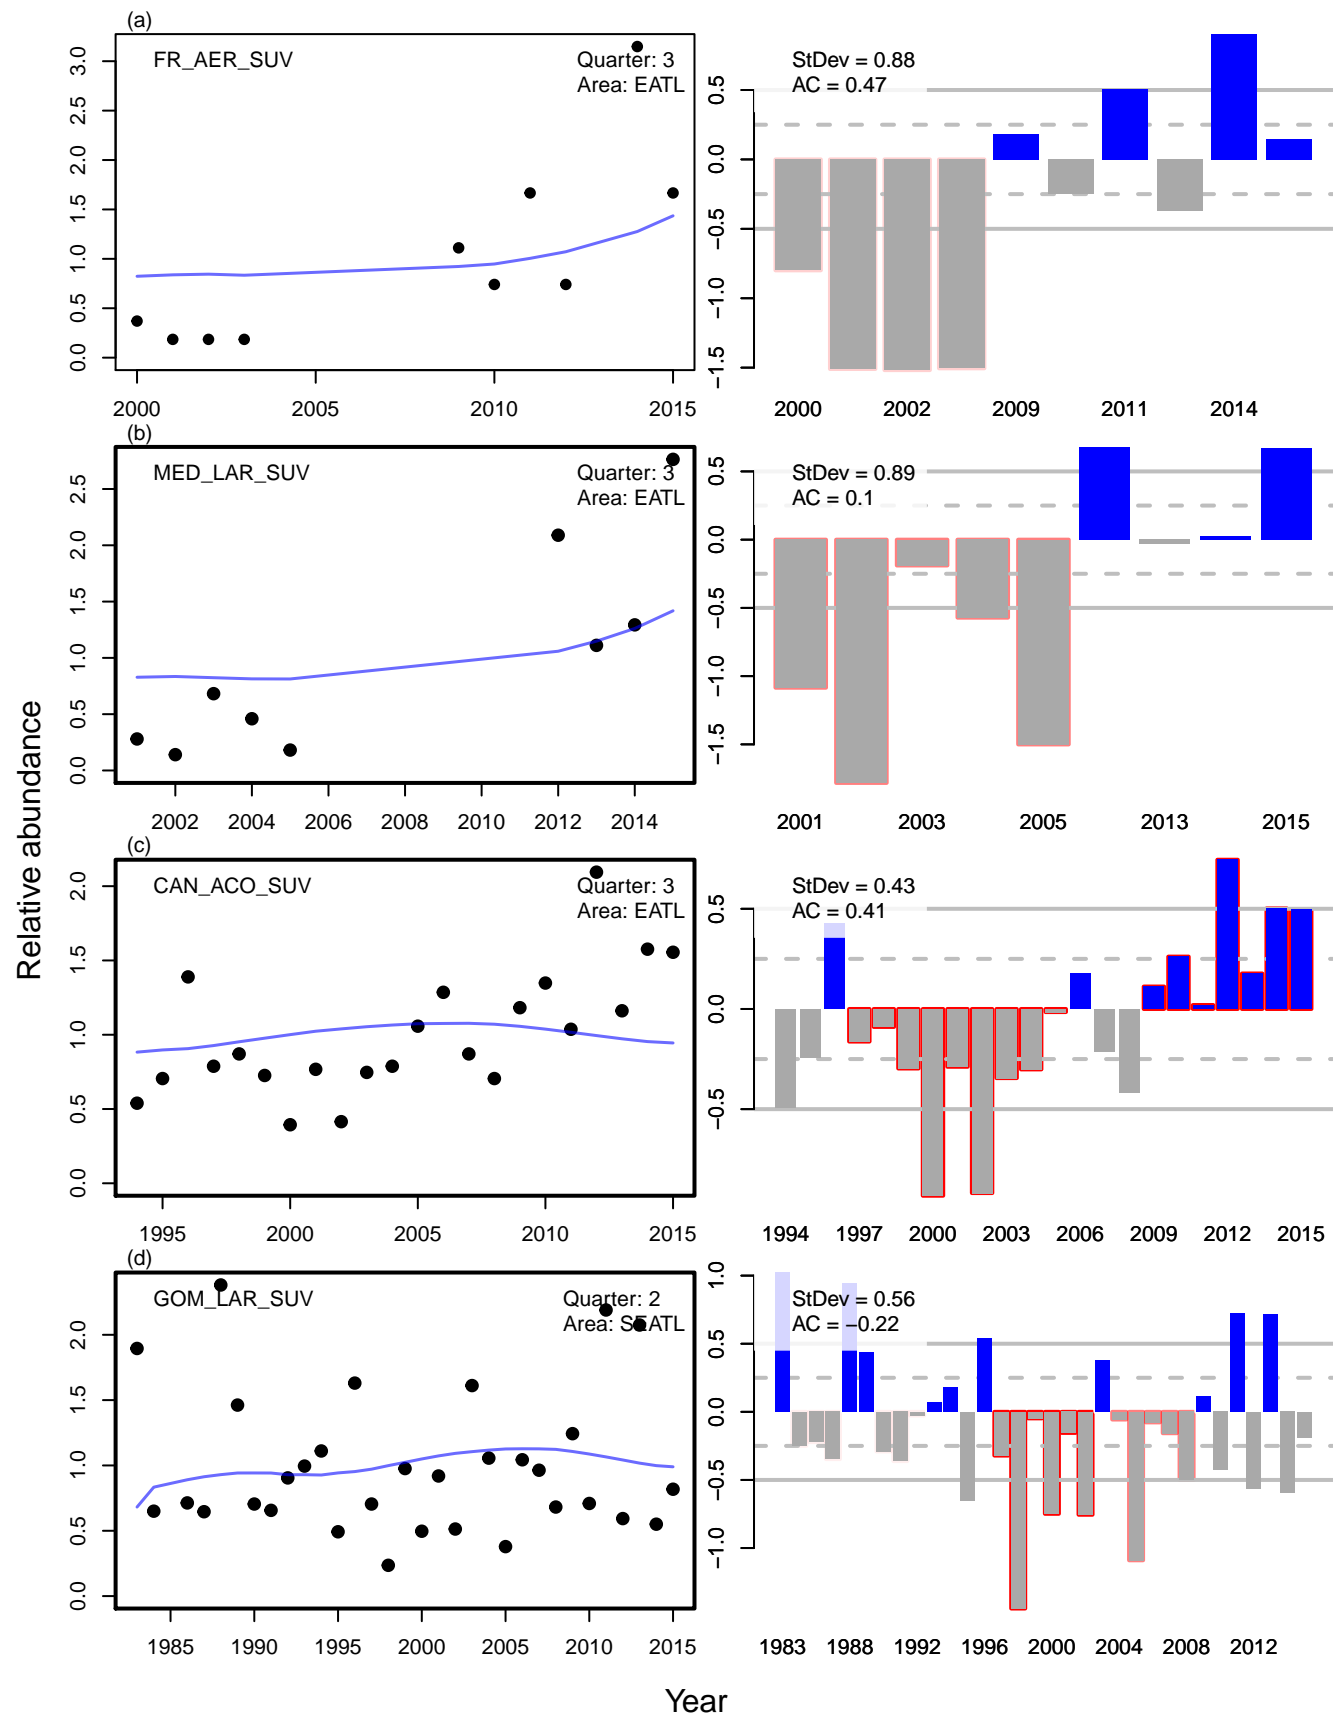 (a)
FR_AER_SUV
Quarter: 3
Area: EATL
0.0 0.5 1.0 1.5 2.0 3.0
2000 2005 2010 2015
StDev = 0.88
AC = 0.47
−1.5 −1.0 −0.5 0.0 0.5
2000 2002 2009 2011 2014
(b)
MED_LAR_SUV
Quarter: 3
Area: EATL
0.0 0.5 1.0 1.5 2.0 2.5
2002 2004 2006 2008 2010 2012 2014
StDev = 0.89
AC = 0.1
−1.5 −1.0 −0.5 0.0 0.5
2001 2003 2005 2013 2015
(c)
CAN_ACO_SUV
Quarter: 3
Area: EATL
0.0 0.5 1.0 1.5 2.0
1995 2000 2005 2010 2015
StDev = 0.43
AC = 0.41
−0.5 0.0 0.5
1994 1997 2000 2003 2006 2009 2012 2015
(d)
GOM_LAR_SUV
Quarter: 2
Area: SEATL
0.0 0.5 1.0 1.5 2.0
1985 1990 1995 2000 2005 2010 2015
StDev = 0.56
AC = −0.22
−1.0 −0.5 0.0 0.5 1.0
1983 1988 1992 1996 2000 2004 2008 2012
Relative abundance
Year